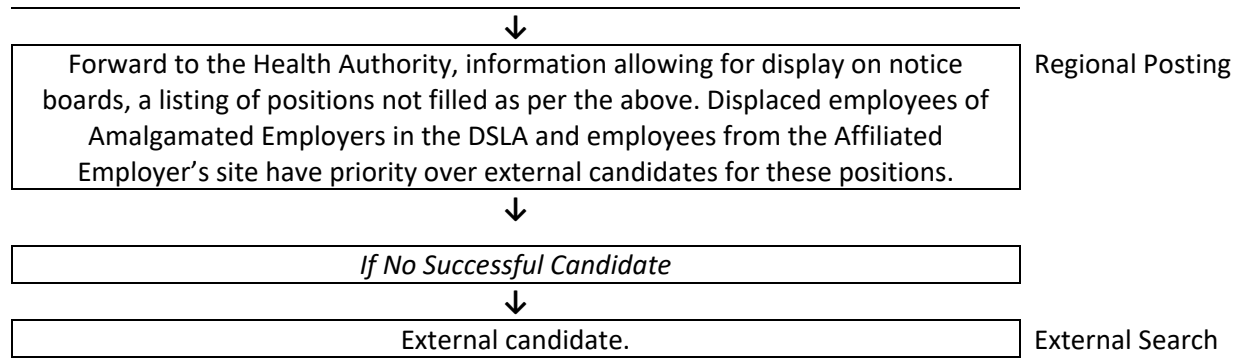 ↓
Forward to the Health Authority, information allowing for display on notice
Regional Posting
boards, a listing of positions not filled as per the above. Displaced employees of
Amalgamated Employers in the DSLA and employees from the Affiliated
Employer’s site have priority over external candidates for these positions.
↓
If No Successful Candidate
↓
External candidate.
External Search